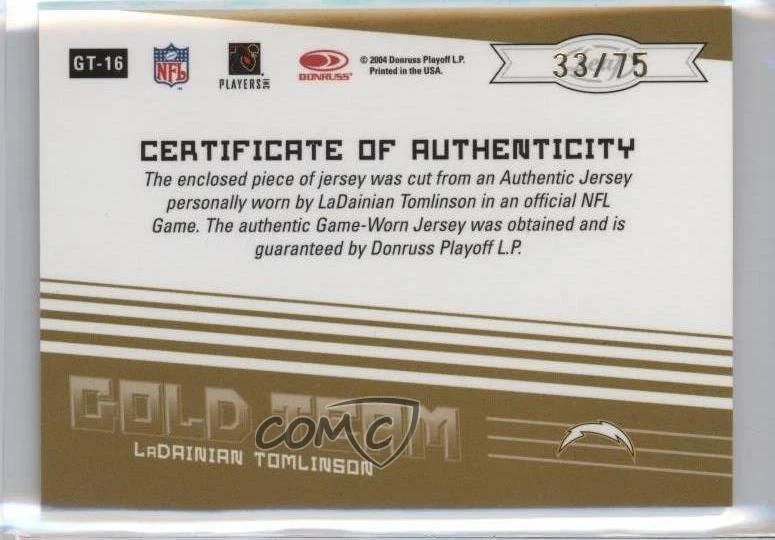 GT-16
NFL
PLAYERS INC
DONRUSS
© 2004 Donruss Playoff L.P.
Printed in the USA.
Leaf
33/75
CERTIFICATE OF AUTHENTICITY
The enclosed piece of jersey was cut from an Authentic Jersey
personally worn by LaDainian Tomlinson in an official NFL
Game. The authentic Game-Worn Jersey was obtained and is
guaranteed by Donruss Playoff L.P.
GOLD TEAM
COMC
LADAINIAN TOMLINSON